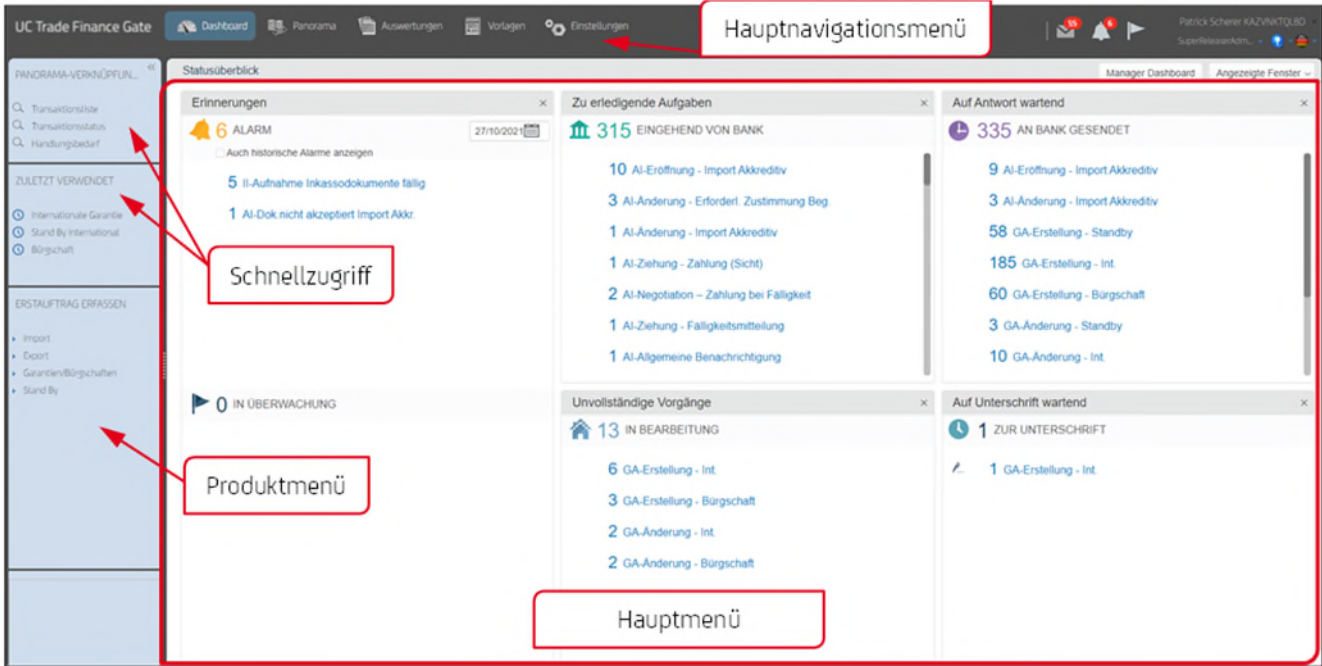 UC Trade Finance Gate
Dashboard
Panorama
Auswertungen
Vorlagen
Einstellungen
Hauptnavigationsmenü
55
6
Patrick Scherer KAZVNKTQLBO
SuperReleaserAdm...
PANORAMA-VERKNÜPFUN...
Transaktionsliste
Transaktionsstatus
Handlungsbedarf
ZULETZT VERWENDET
Internationale Garantie
Stand By International
Bürgschaft
Schnellzugriff
ERSTAUFTRAG ERFASSEN
Import
Export
Garantien/Bürgschaften
Stand By
Produktmenü
Statusüberblick
Manager Dashboard
Angezeigte Fenster
Erinnerungen
6 ALARM
27/10/2021
Auch historische Alarme anzeigen
5 II-Aufnahme Inkassodokumente fällig
1 AI-Dok.nicht akzeptiert Import Akkr.
0 IN ÜBERWACHUNG
Zu erledigende Aufgaben
315 EINGEHEND VON BANK
10 AI-Eröffnung - Import Akkreditiv
3 AI-Änderung - Erforderl. Zustimmung Beg.
1 AI-Änderung - Import Akkreditiv
1 AI-Ziehung - Zahlung (Sicht)
2 AI-Negotiation – Zahlung bei Fälligkeit
1 AI-Ziehung - Fälligkeitsmitteilung
1 AI-Allgemeine Benachrichtigung
Auf Antwort wartend
335 AN BANK GESENDET
9 AI-Eröffnung - Import Akkreditiv
3 AI-Änderung - Import Akkreditiv
58 GA-Erstellung - Standby
185 GA-Erstellung - Int.
60 GA-Erstellung - Bürgschaft
3 GA-Änderung - Standby
10 GA-Änderung - Int.
Unvollständige Vorgänge
13 IN BEARBEITUNG
6 GA-Erstellung - Int.
3 GA-Erstellung - Bürgschaft
2 GA-Änderung - Int.
2 GA-Änderung - Bürgschaft
Auf Unterschrift wartend
1 ZUR UNTERSCHRIFT
1 GA-Erstellung - Int.
Hauptmenü